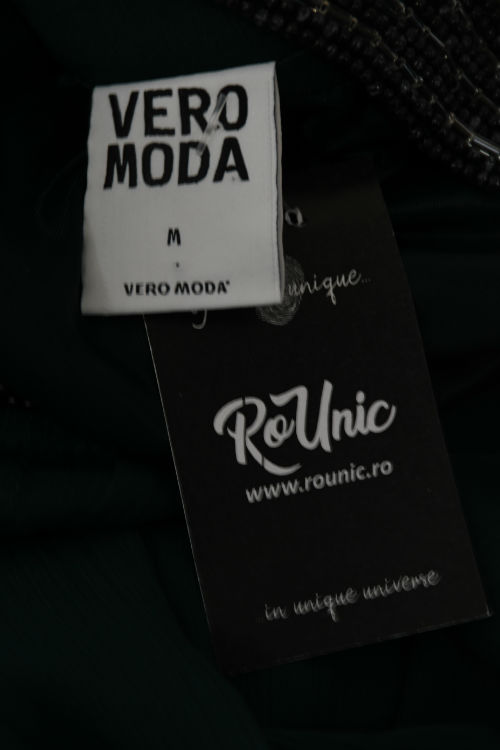 VERO
MODA
M
VERO MODA®
unique...
RoUnic
www.rounic.ro
in unique universe